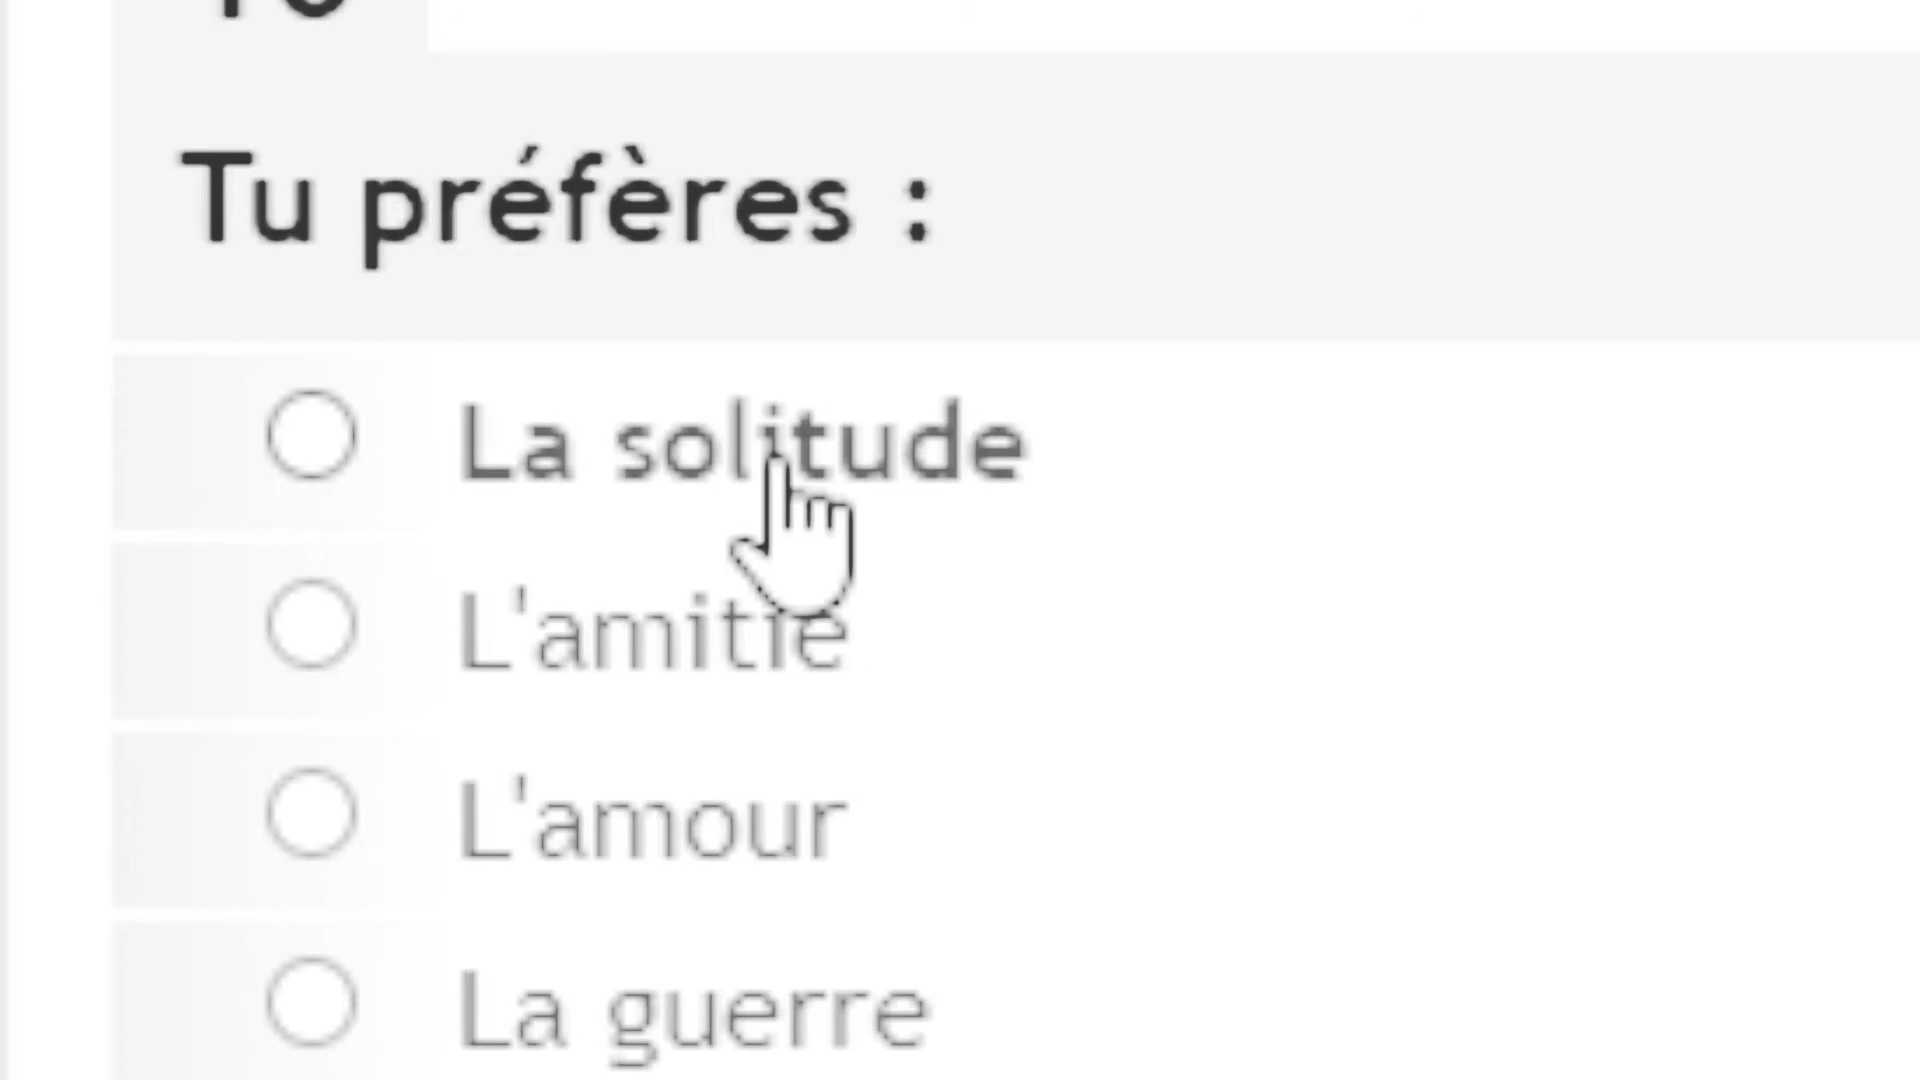 Tu préfères :
La solitude
L'amitié
L'amour
La guerre